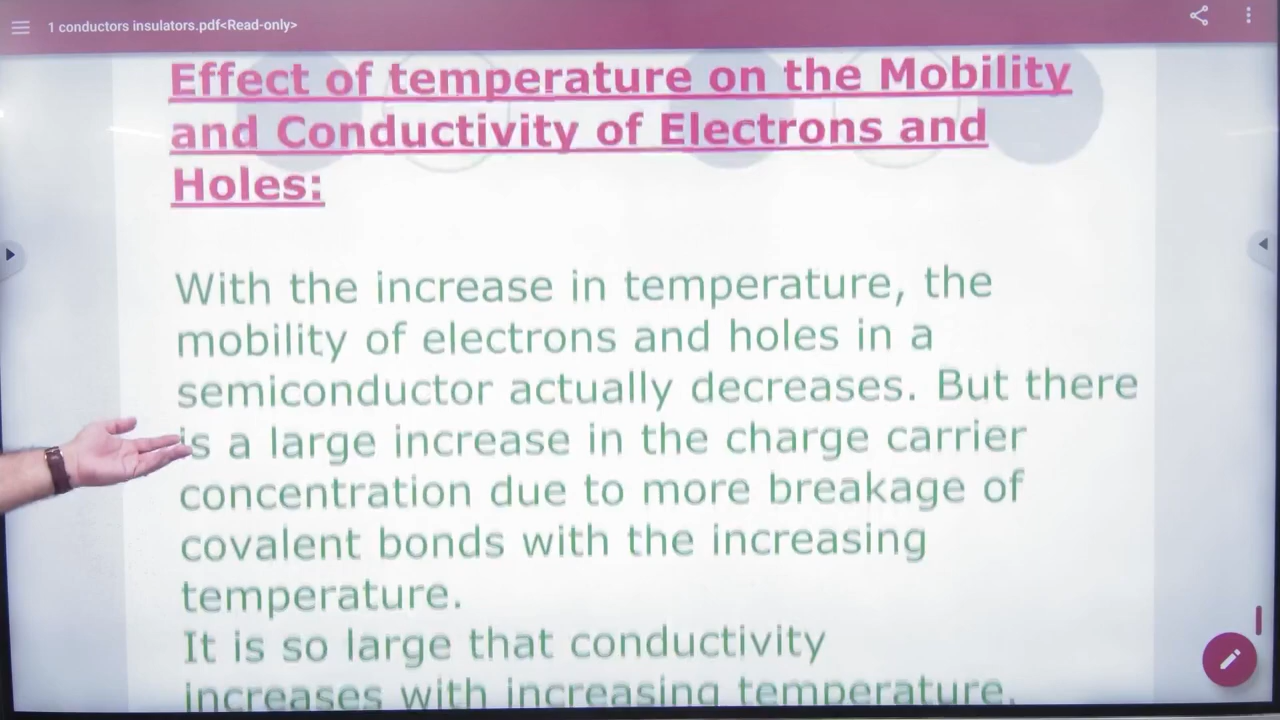 1 conductors insulators.pdf<Read-only>
Effect of temperature on the Mobility
and Conductivity of Electrons and
Holes:
With the increase in temperature, the
mobility of electrons and holes in a
semiconductor actually decreases. But there
is a large increase in the charge carrier
concentration due to more breakage of
covalent bonds with the increasing
temperature.
It is so large that conductivity
increases with increasing temperature.